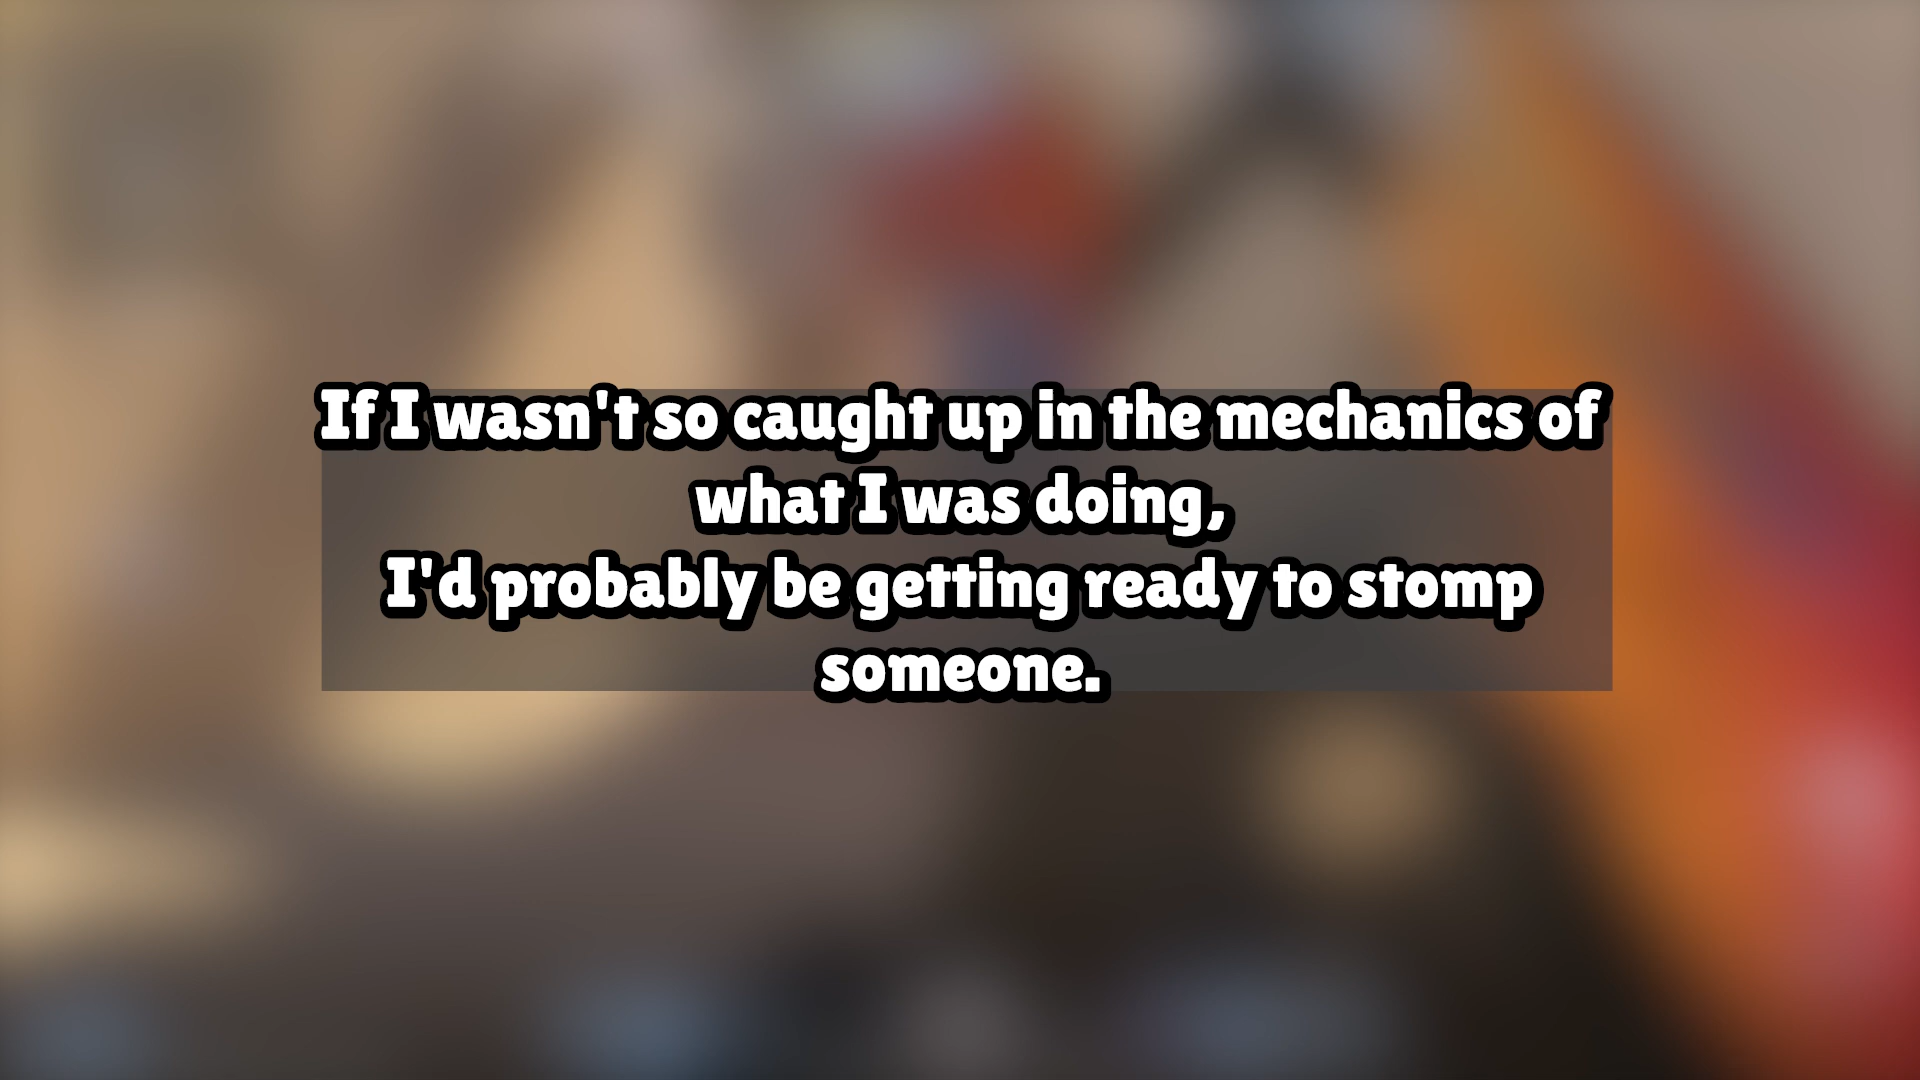 If I wasn't so caught up in the mechanics of
what I was doing,
I'd probably be getting ready to stomp
someone.